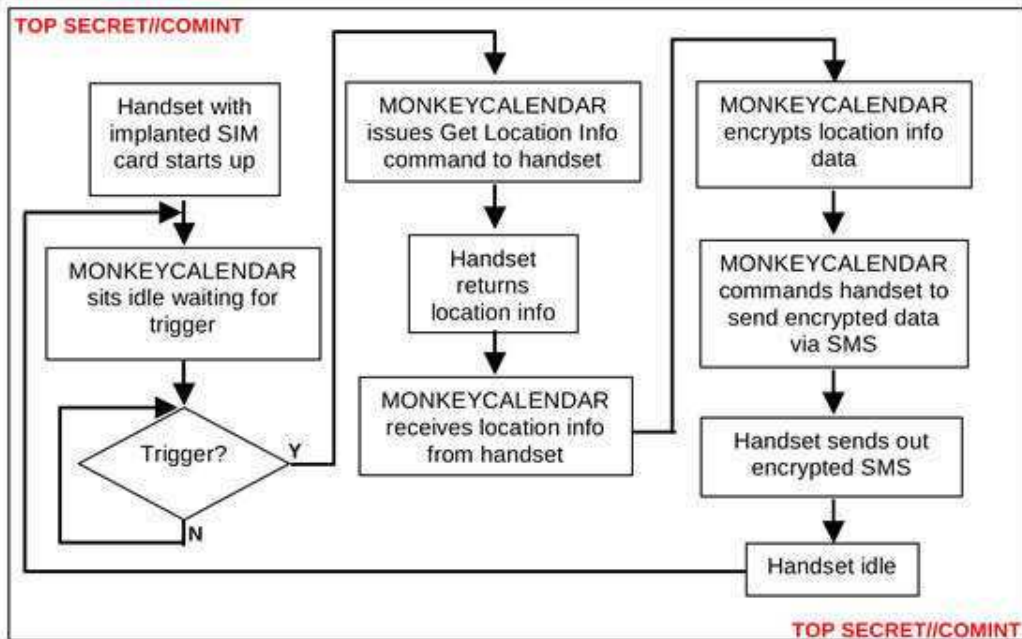 TOP SECRET//COMINT
Handset with
implanted SIM
card starts up
MONKEYCALENDAR
sits idle waiting for
trigger
Trigger?
Y
N
MONKEYCALENDAR
issues Get Location Info
command to handset
Handset
returns
location info
MONKEYCALENDAR
receives location info
from handset
MONKEYCALENDAR
encrypts location info
data
MONKEYCALENDAR
commands handset to
send encrypted data
via SMS
Handset sends out
encrypted SMS
Handset idle
TOP SECRET//COMINT